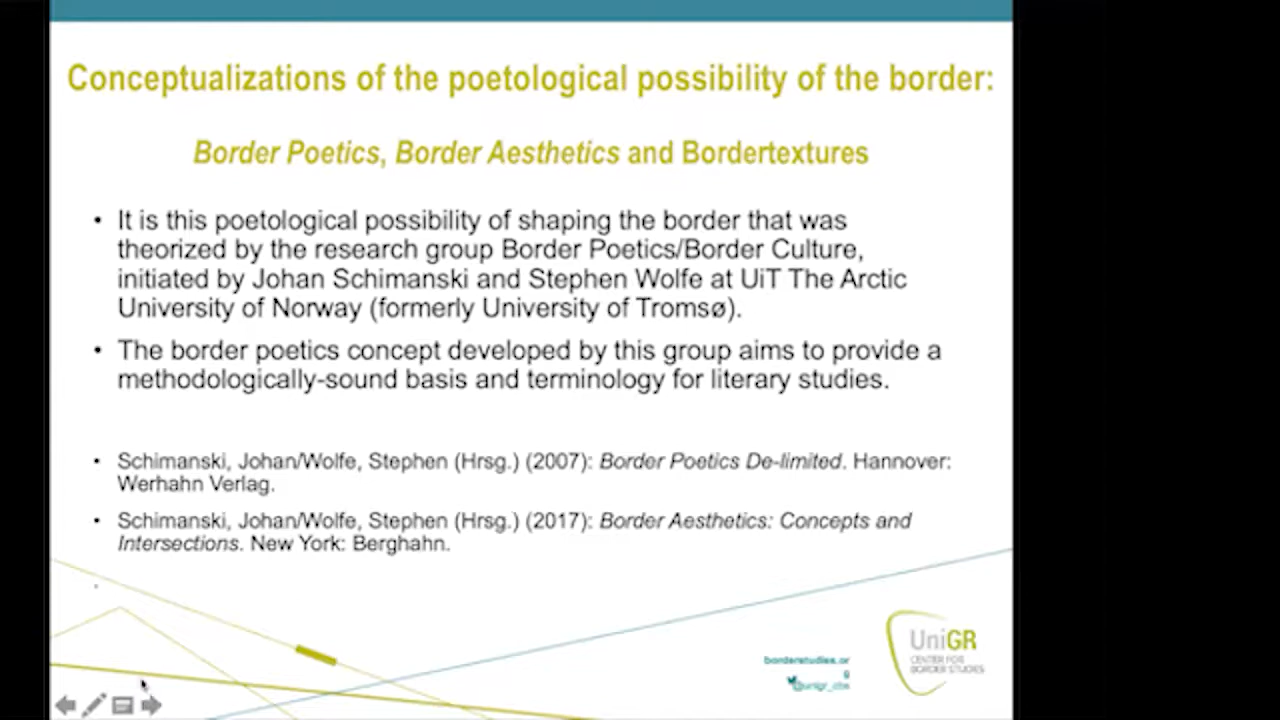 Conceptualizations of the poetological possibility of the border:
Border Poetics, Border Aesthetics and Bordertextures
• It is this poetological possibility of shaping the border that was
theorized by the research group Border Poetics/Border Culture,
initiated by Johan Schimanski and Stephen Wolfe at UiT The Arctic
University of Norway (formerly University of Tromsø).
• The border poetics concept developed by this group aims to provide a
methodologically-sound basis and terminology for literary studies.
• Schimanski, Johan/Wolfe, Stephen (Hrsg.) (2007): Border Poetics De-limited. Hannover:
Werhahn Verlag.
• Schimanski, Johan/Wolfe, Stephen (Hrsg.) (2017): Border Aesthetics: Concepts and
Intersections. New York: Berghahn.
borderstudies.or
g
@unigr_cbs
UniGR
CENTER FOR
BORDER STUDIES